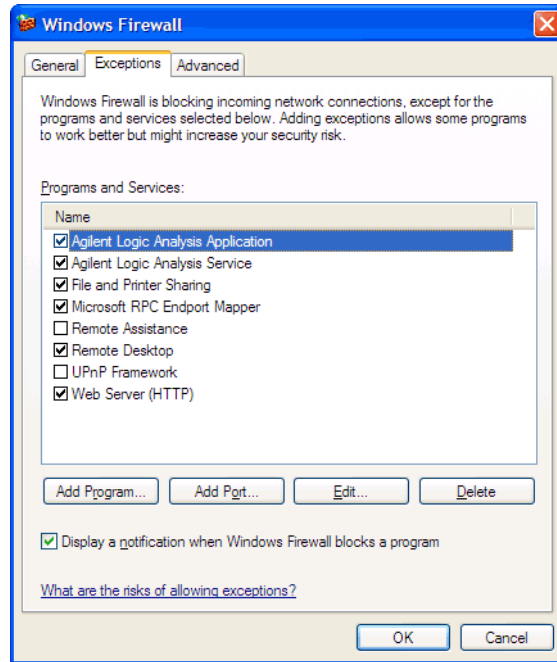 Windows Firewall
General Exceptions Advanced
Windows Firewall is blocking incoming network connections, except for the
programs and services selected below. Adding exceptions allows some programs
to work better but might increase your security risk.
Programs and Services:
Name
Agilent Logic Analysis Application
Agilent Logic Analysis Service
File and Printer Sharing
Microsoft RPC Endport Mapper
Remote Assistance
Remote Desktop
UPnP Framework
Web Server (HTTP)
Add Program... Add Port... Edit... Delete
Display a notification when Windows Firewall blocks a program
What are the risks of allowing exceptions?
OK Cancel